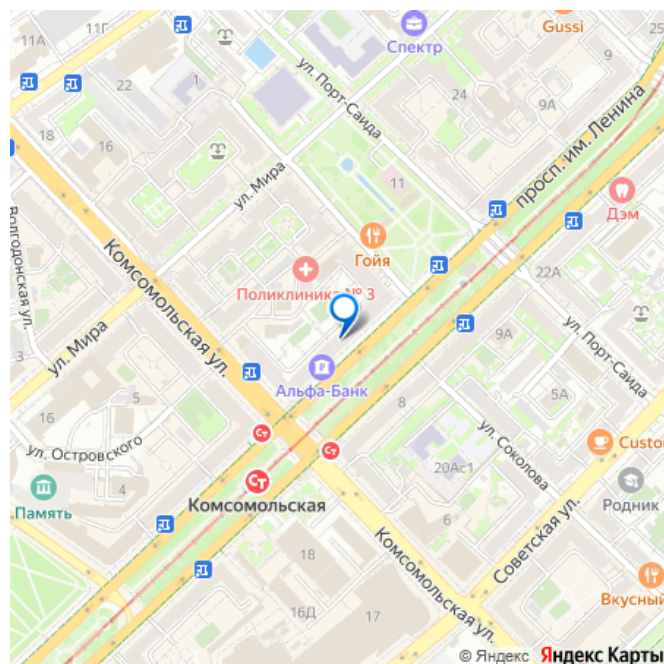 Gussi
Спектр
11А
11Г
25
9
22
1
24
9А
ул. Порт-Саида
просп. им. Ленина
18
16
ул. Мира
11
Дэм
Волгодонская ул.
Комсомольская ул.
Гойя
Поликлиника № 3
22А
9А
ул. Порт-Саида
3
ул. Мира
Альфа-Банк
5А
16
8
ул. Островского
ул. Соколова
Custo
20Ас1
4
Память
Комсомольская
6
Родник
Советская ул.
18
Комсомольская ул.
16Д
17
Вкусный
© Яндекс Яндекс Карты